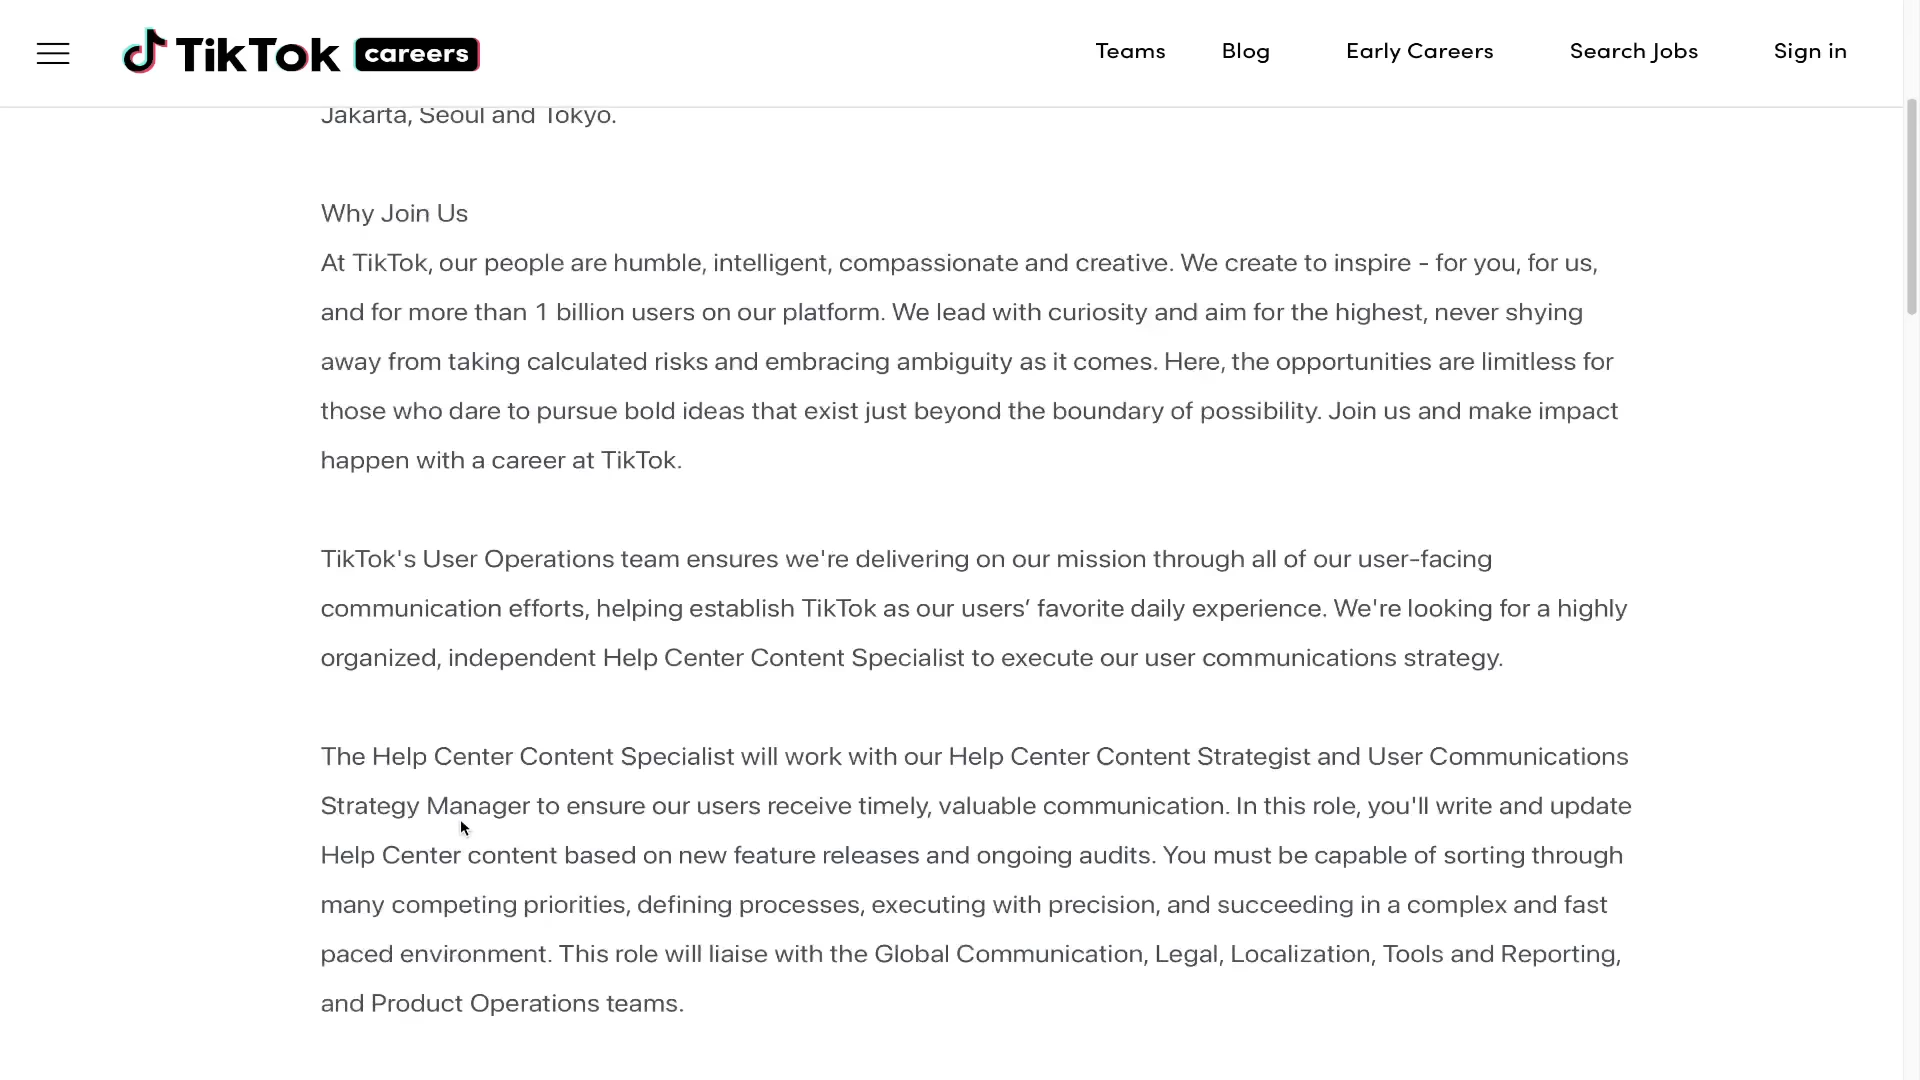 TikTok careers
Teams
Blog
Early Careers
Search Jobs
Sign in
Jakarta, Seoul and Tokyo.
Why Join Us
At TikTok, our people are humble, intelligent, compassionate and creative. We create to inspire - for you, for us,
and for more than 1 billion users on our platform. We lead with curiosity and aim for the highest, never shying
away from taking calculated risks and embracing ambiguity as it comes. Here, the opportunities are limitless for
those who dare to pursue bold ideas that exist just beyond the boundary of possibility. Join us and make impact
happen with a career at TikTok.
TikTok's User Operations team ensures we're delivering on our mission through all of our user-facing
communication efforts, helping establish TikTok as our users’ favorite daily experience. We're looking for a highly
organized, independent Help Center Content Specialist to execute our user communications strategy.
The Help Center Content Specialist will work with our Help Center Content Strategist and User Communications
Strategy Manager to ensure our users receive timely, valuable communication. In this role, you'll write and update
Help Center content based on new feature releases and ongoing audits. You must be capable of sorting through
many competing priorities, defining processes, executing with precision, and succeeding in a complex and fast
paced environment. This role will liaise with the Global Communication, Legal, Localization, Tools and Reporting,
and Product Operations teams.